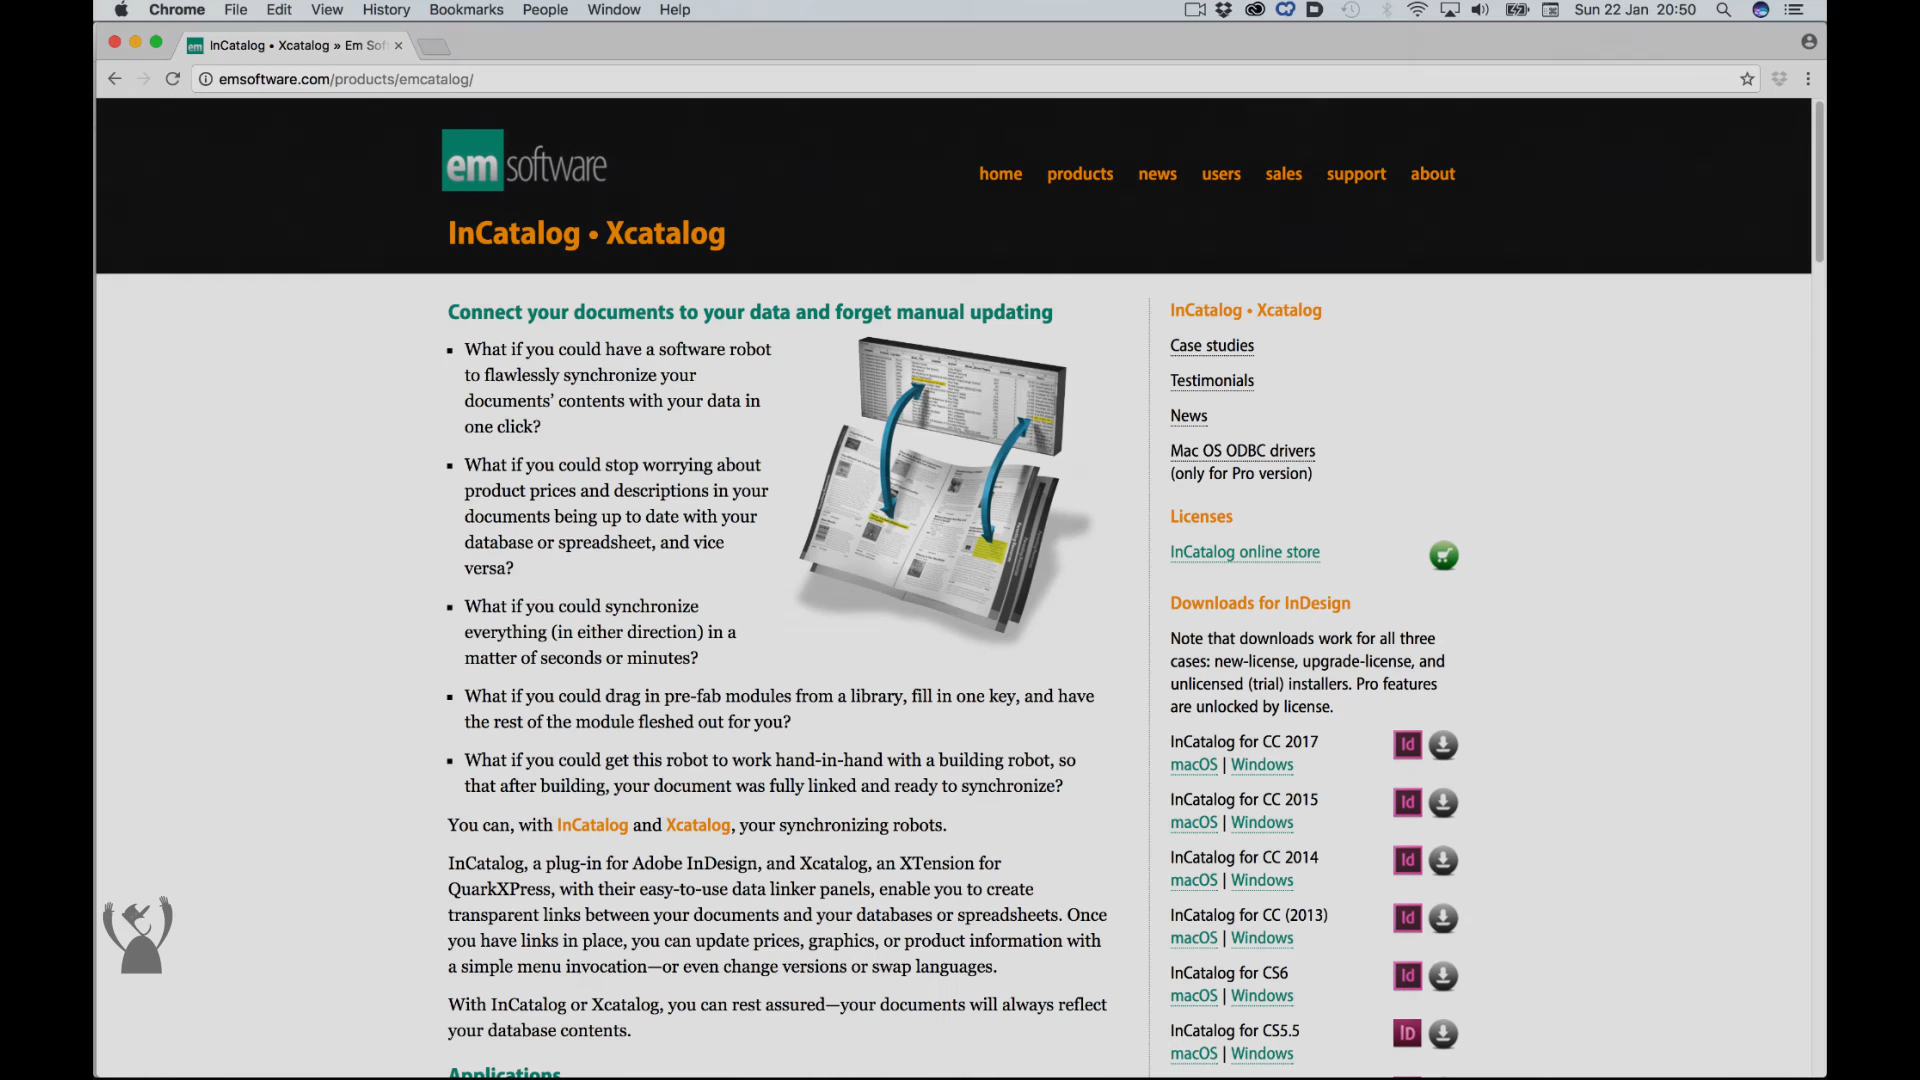 Chrome File Edit View History Bookmarks People Window Help
Sun 22 Jan 20:50
em InCatalog • Xcatalog » Em Sof
emsoftware.com/products/emcatalog/
em software
home products news users sales support about
InCatalog • Xcatalog
Connect your documents to your data and forget manual updating
What if you could have a software robot
to flawlessly synchronize your
documents’ contents with your data in
one click?
What if you could stop worrying about
product prices and descriptions in your
documents being up to date with your
database or spreadsheet, and vice
versa?
What if you could synchronize
everything (in either direction) in a
matter of seconds or minutes?
What if you could drag in pre-fab modules from a library, fill in one key, and have
the rest of the module fleshed out for you?
What if you could get this robot to work hand-in-hand with a building robot, so
that after building, your document was fully linked and ready to synchronize?
You can, with InCatalog and Xcatalog, your synchronizing robots.
InCatalog, a plug-in for Adobe InDesign, and Xcatalog, an XTension for
QuarkXPress, with their easy-to-use data linker panels, enable you to create
transparent links between your documents and your databases or spreadsheets. Once
you have links in place, you can update prices, graphics, or product information with
a simple menu invocation—or even change versions or swap languages.
With InCatalog or Xcatalog, you can rest assured—your documents will always reflect
your database contents.
Applications
InCatalog • Xcatalog
Case studies
Testimonials
News
Mac OS ODBC drivers
(only for Pro version)
Licenses
InCatalog online store
Downloads for InDesign
Note that downloads work for all three
cases: new-license, upgrade-license, and
unlicensed (trial) installers. Pro features
are unlocked by license.
InCatalog for CC 2017 Id
macOS | Windows
InCatalog for CC 2015 Id
macOS | Windows
InCatalog for CC 2014 Id
macOS | Windows
InCatalog for CC (2013) Id
macOS | Windows
InCatalog for CS6 Id
macOS | Windows
InCatalog for CS5.5 ID
macOS | Windows